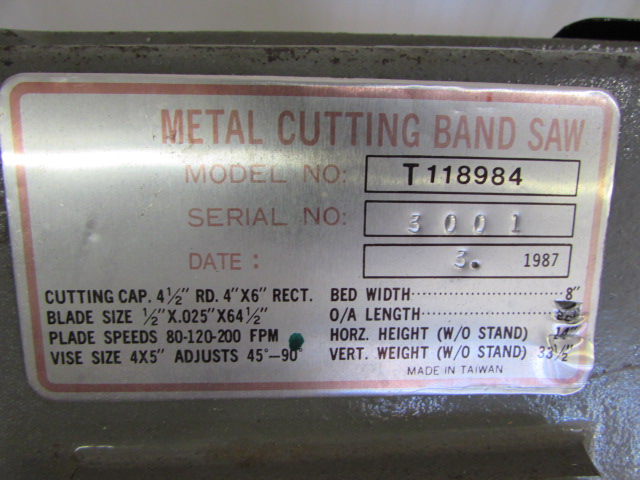 METAL CUTTING BAND SAW
MODEL NO: T118984
SERIAL NO: 3001
DATE: 3. 1987
CUTTING CAP. 4½" RD. 4"X6" RECT.
BLADE SIZE ½"X.025"X64½"
PLADE SPEEDS 80-120-200 FPM
VISE SIZE 4X5" ADJUSTS 45°-90°
BED WIDTH 8"
O/A LENGTH
HORZ. HEIGHT (W/O STAND) 14"
VERT. WEIGHT (W/O STAND) 33½"
MADE IN TAIWAN